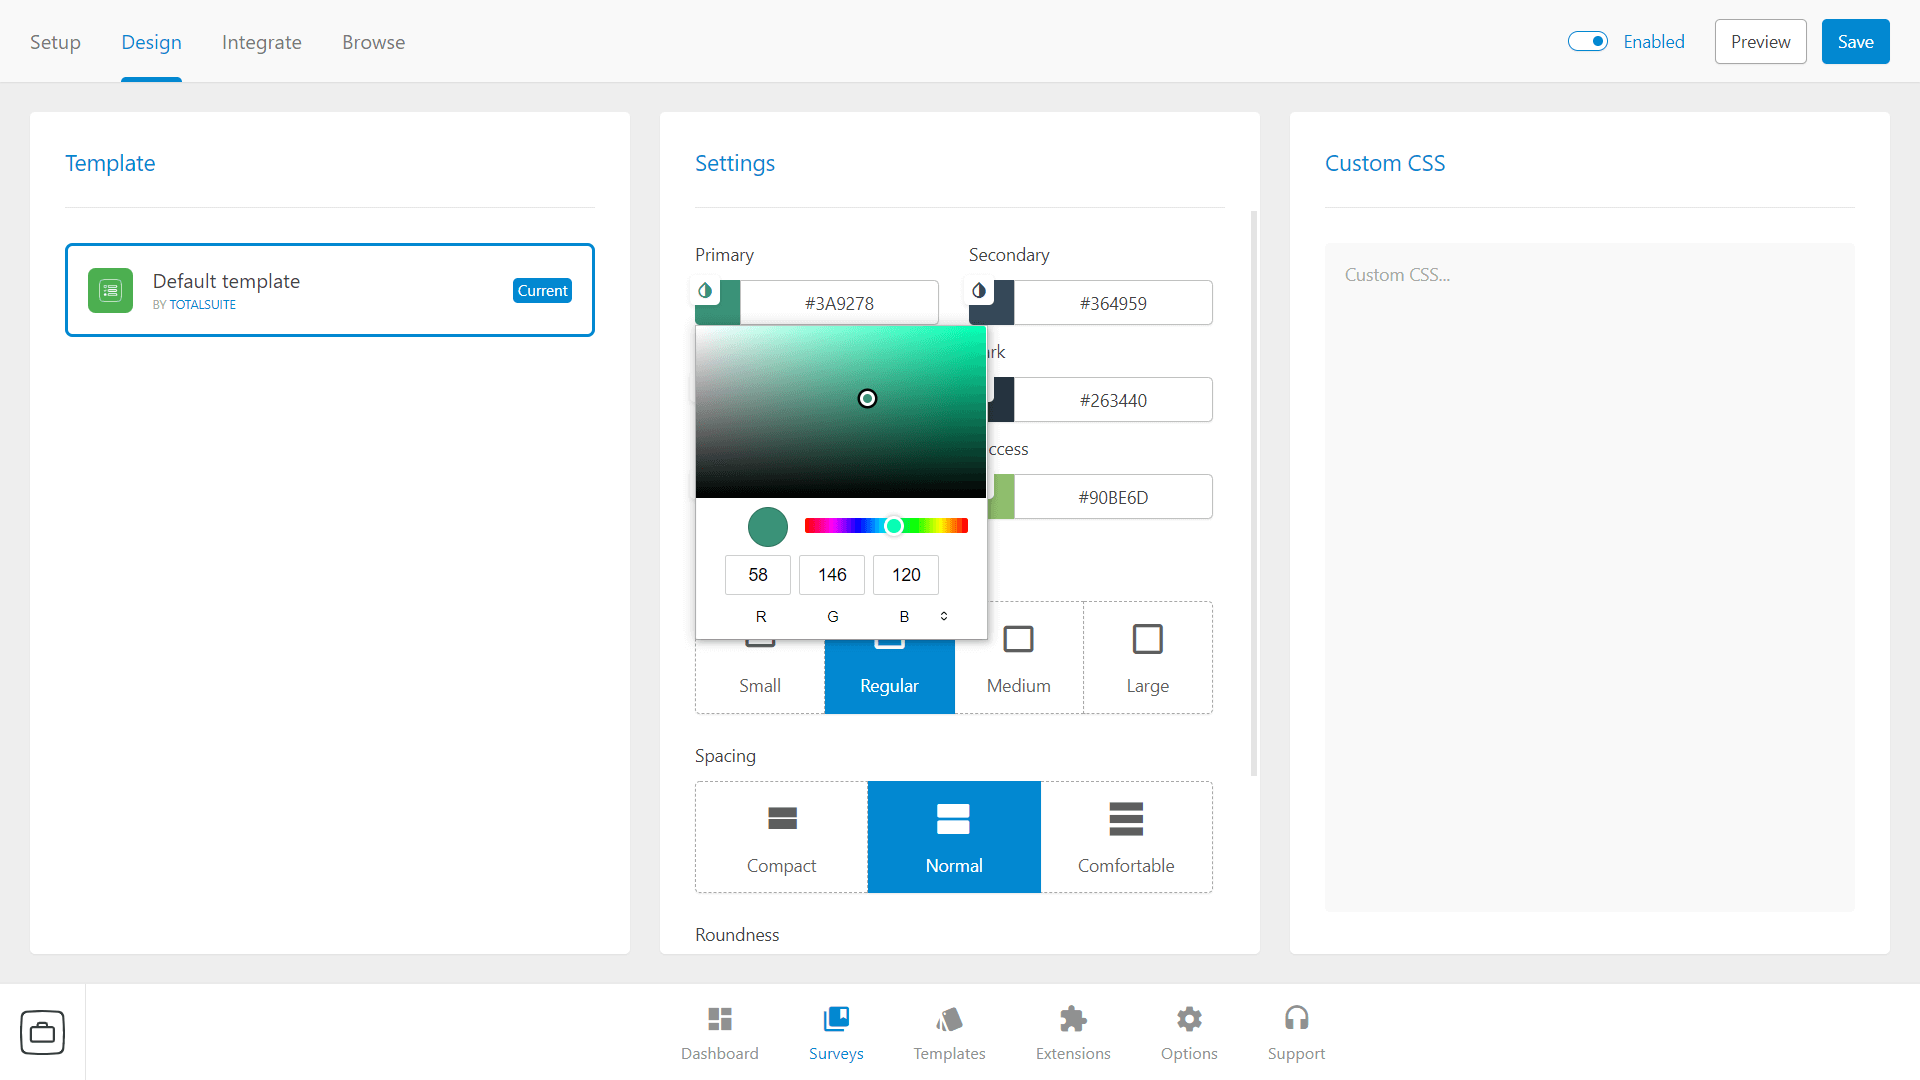 Setup Design Integrate Browse Enabled Preview Save
Template
Default template
BY TOTALSUITE
Current
Settings
Primary Secondary
#3A9278 #364959
rk
#263440
ccess
#90BE6D
58 146 120
R G B
Small Regular Medium Large
Spacing
Compact Normal Comfortable
Roundness
Custom CSS
Custom CSS...
Dashboard Surveys Templates Extensions Options Support